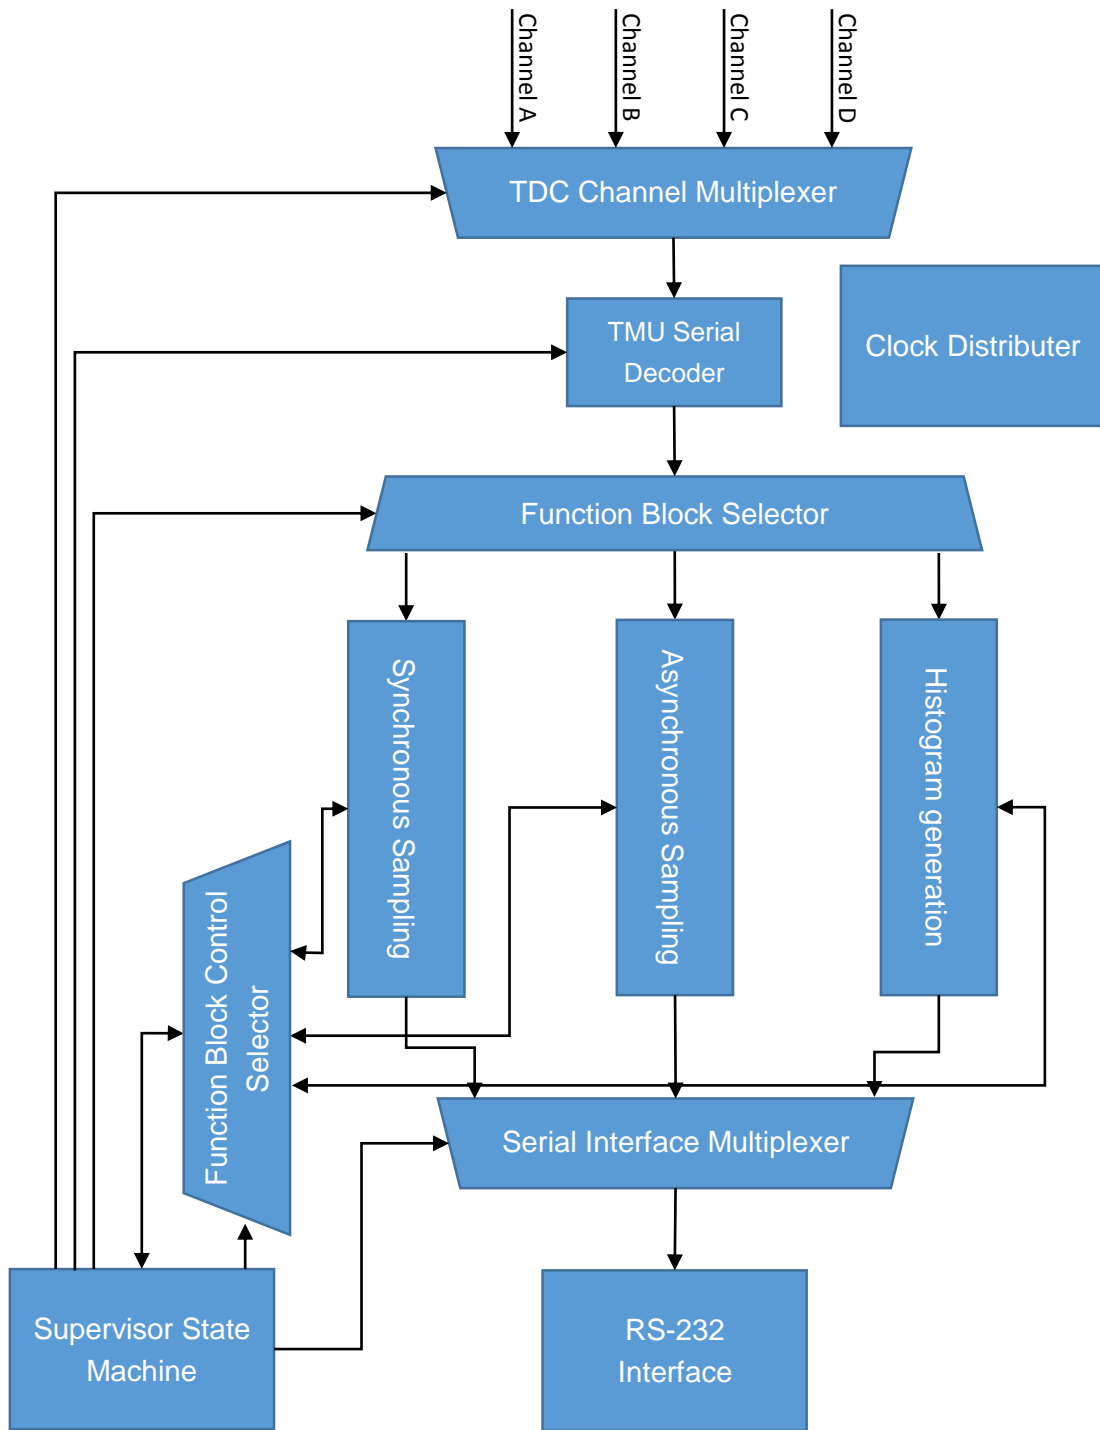 Channel A
Channel B
Channel C
Channel D
TDC Channel Multiplexer
TMU Serial
Decoder
Clock Distributer
Function Block Selector
Synchronous Sampling
Asynchronous Sampling
Histogram generation
Function Block Control
Selector
Serial Interface Multiplexer
Supervisor State
Machine
RS-232
Interface